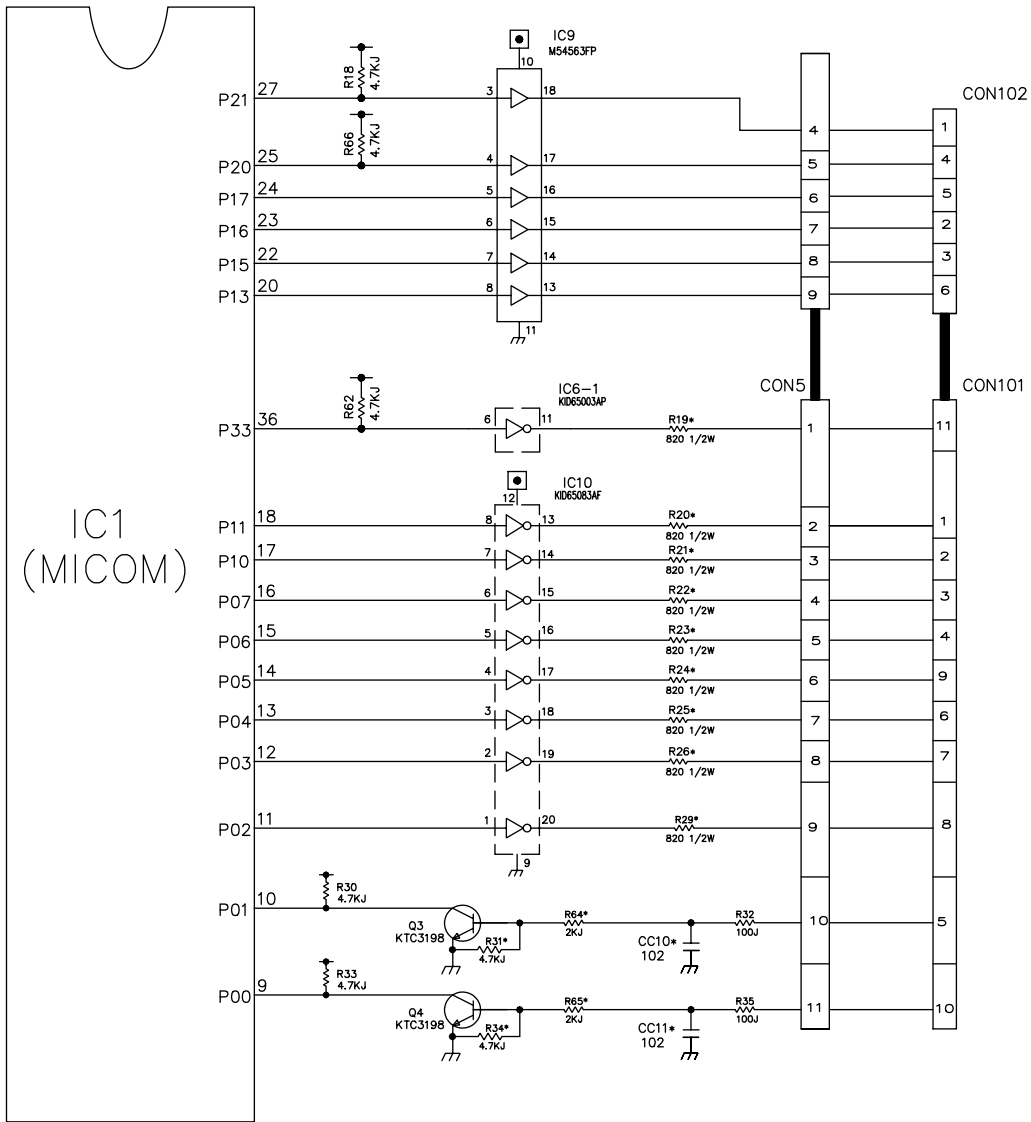 IC1
(MICOM)
IC9
M54563FP
10
CON102
R18
4.7KJ
P21 27 3 18 4 1
R66
4.7KJ
P20 25 4 17 5 4
P17 24 5 16 6 5
P16 23 6 15 7 2
P15 22 7 14 8 3
P13 20 8 13 9 6
11
CON5
CON101
IC6-1
KID65003AP
R62
4.7KJ
P33 36 6 11 R19* 1 11
820 1/2W
IC10
KID65083AF
12
P11 18 8 13 R20* 2 1
820 1/2W
P10 17 7 14 R21* 3 2
820 1/2W
P07 16 6 15 R22* 4 3
820 1/2W
P06 15 5 16 R23* 5 4
820 1/2W
P05 14 4 17 R24* 6 9
820 1/2W
P04 13 3 18 R25* 7 6
820 1/2W
P03 12 2 19 R26* 8 7
820 1/2W
P02 11 1 20 R29* 9 8
820 1/2W
9
R30
4.7KJ
P01 10 10 5
Q3
KTC3198
R31*
4.7KJ
R64*
2KJ
CC10*
102
R32
100J
R33
4.7KJ
P00 9 11 10
Q4
KTC3198
R34*
4.7KJ
R65*
2KJ
CC11*
102
R35
100J